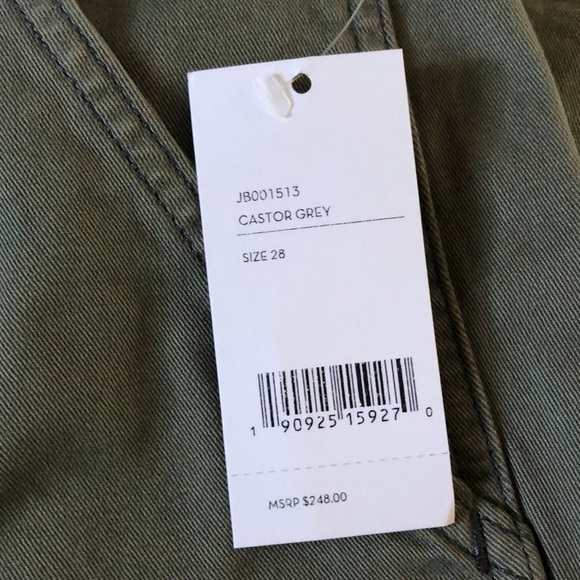 JB001513
CASTOR GREY
SIZE 28
1 90925 15927 0
MSRP $248.00